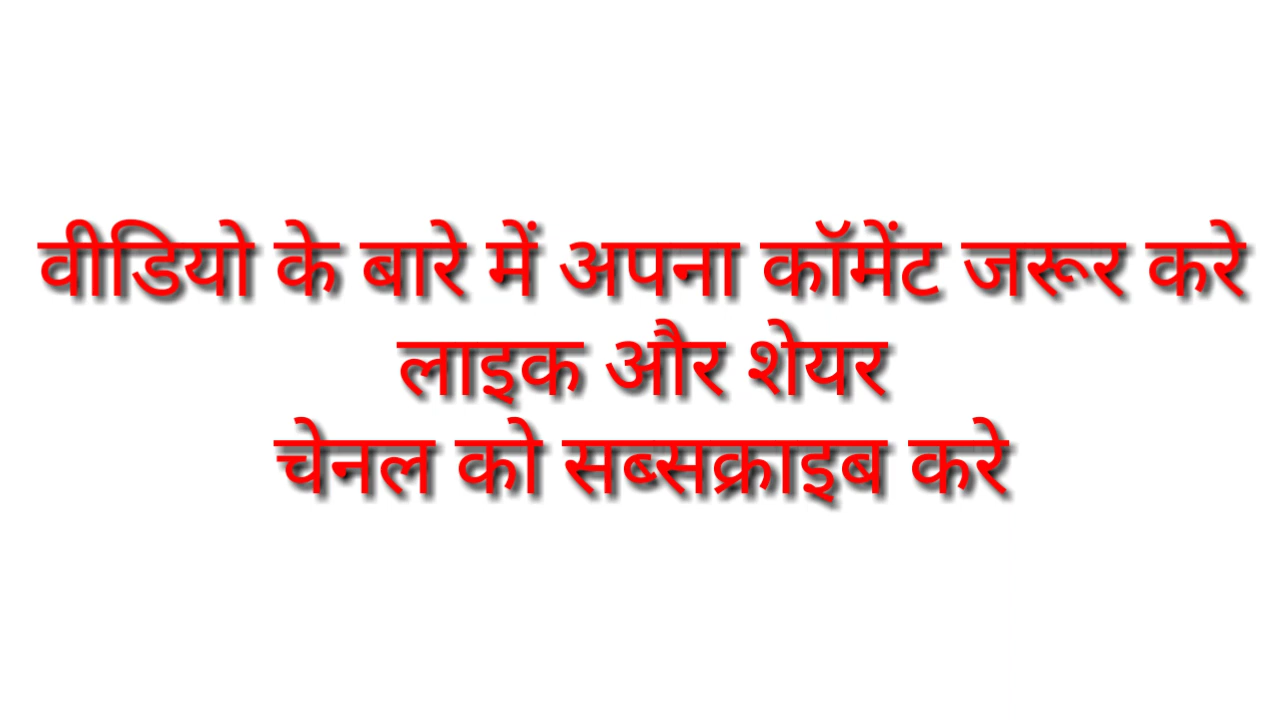 वीडियो के बारे में अपना कॉमेंट जरूर करे
लाइक और शेयर
चेनल को सब्सक्राइब करे